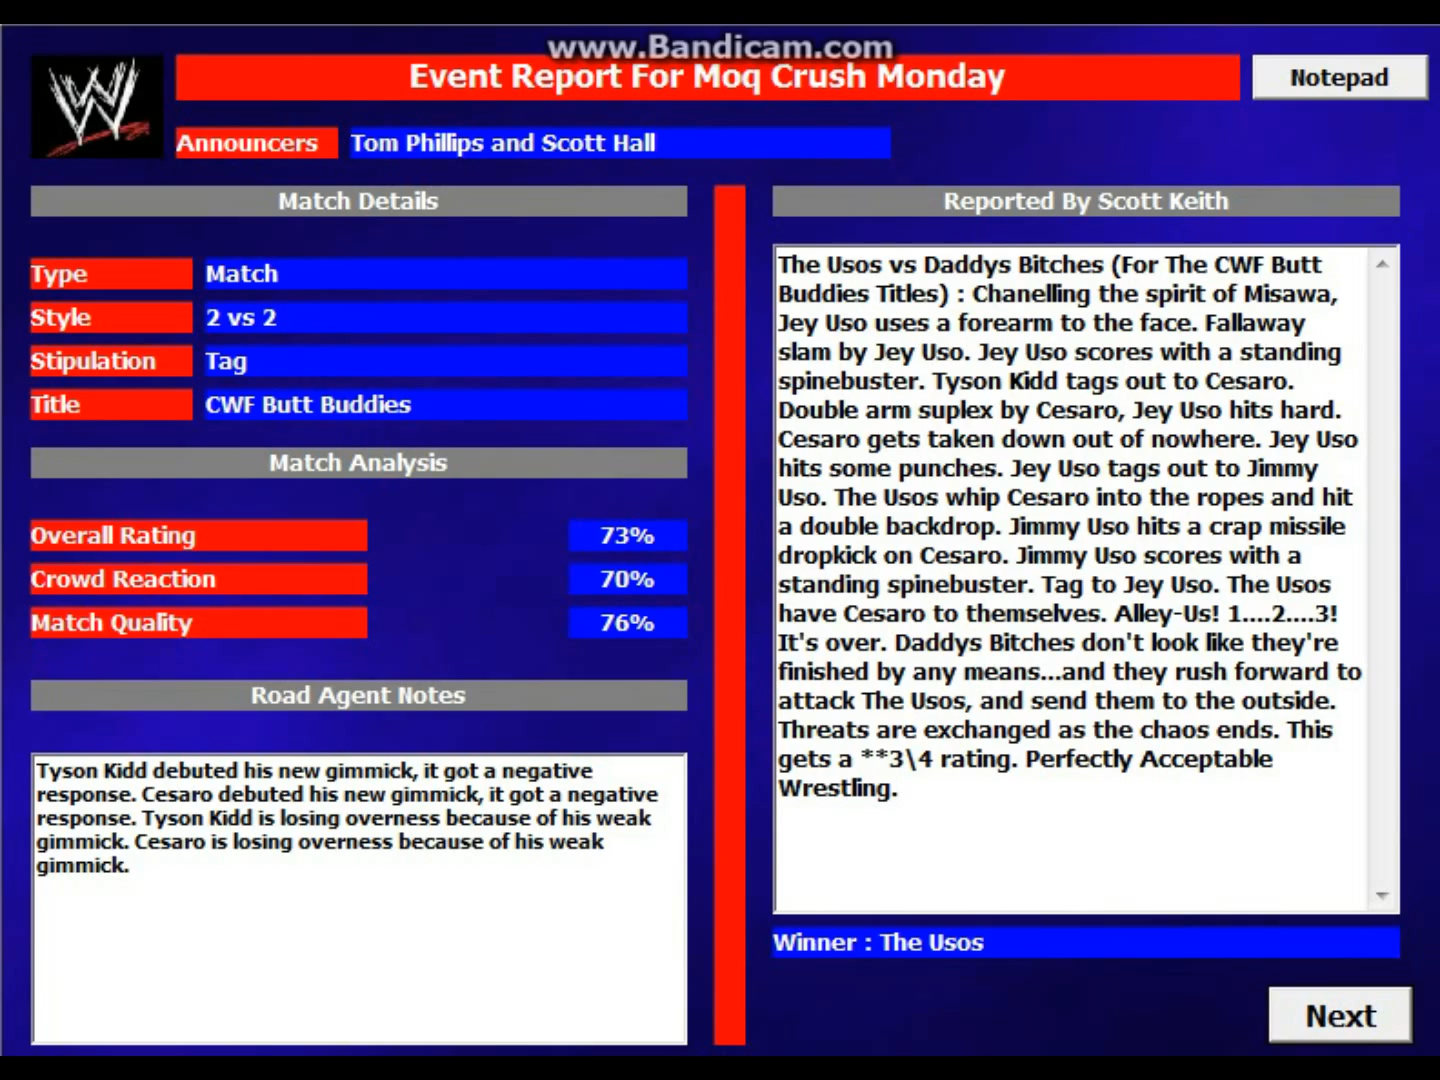 www.Bandicam.com
Event Report For Moq Crush Monday
Notepad
W
Announcers
Tom Phillips and Scott Hall
Match Details
Type
Match
Style
2 vs 2
Stipulation
Tag
Title
CWF Butt Buddies
Match Analysis
Overall Rating
73%
Crowd Reaction
70%
Match Quality
76%
Road Agent Notes
Tyson Kidd debuted his new gimmick, it got a negative
response. Cesaro debuted his new gimmick, it got a negative
response. Tyson Kidd is losing overness because of his weak
gimmick. Cesaro is losing overness because of his weak
gimmick.
Reported By Scott Keith
The Usos vs Daddys Bitches (For The CWF Butt
Buddies Titles) : Chanelling the spirit of Misawa,
Jey Uso uses a forearm to the face. Fallaway
slam by Jey Uso. Jey Uso scores with a standing
spinebuster. Tyson Kidd tags out to Cesaro.
Double arm suplex by Cesaro, Jey Uso hits hard.
Cesaro gets taken down out of nowhere. Jey Uso
hits some punches. Jey Uso tags out to Jimmy
Uso. The Usos whip Cesaro into the ropes and hit
a double backdrop. Jimmy Uso hits a crap missile
dropkick on Cesaro. Jimmy Uso scores with a
standing spinebuster. Tag to Jey Uso. The Usos
have Cesaro to themselves. Alley-Us! 1....2....3!
It's over. Daddys Bitches don't look like they're
finished by any means...and they rush forward to
attack The Usos, and send them to the outside.
Threats are exchanged as the chaos ends. This
gets a **3\4 rating. Perfectly Acceptable
Wrestling.
Winner : The Usos
Next